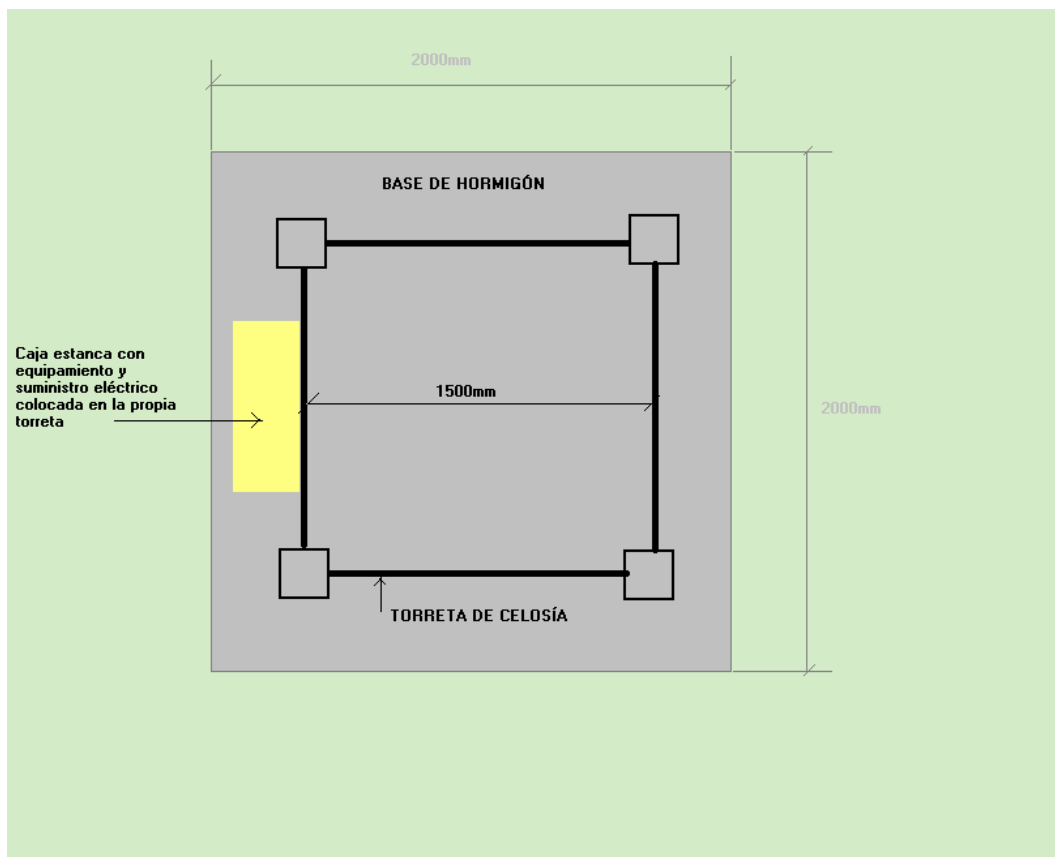 2000mm
BASE DE HORMIGÓN
Caja estanca con
equipamiento y
suministro eléctrico
colocada en la propia
torreta
1500mm
2000mm
TORRETA DE CELOSÍA